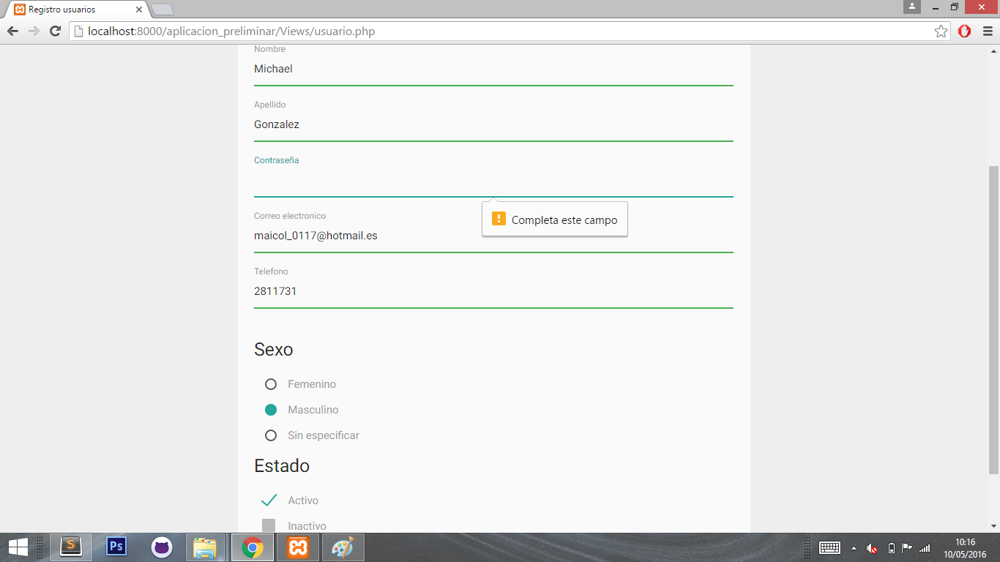 Registro usuarios
localhost:8000/aplicacion_preliminar/Views/usuario.php
Nombre
Michael
Apellido
Gonzalez
Contraseña
Completa este campo
Correo electronico
maicol_0117@hotmail.es
Telefono
2811731
Sexo
Femenino
Masculino
Sin especificar
Estado
Activo
Inactivo
S
Ps
10:16
10/05/2016